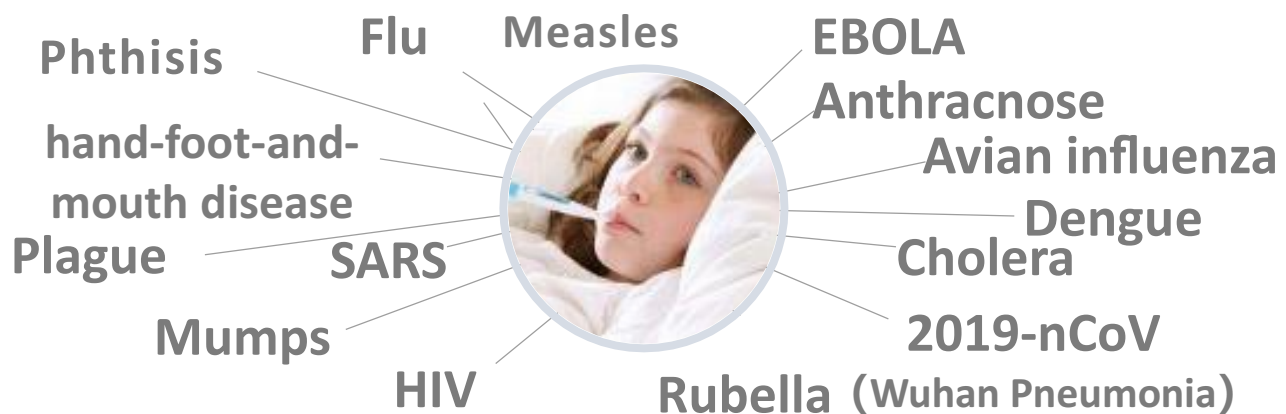 Flu
Measles
EBOLA
Phthisis
Anthracnose
hand-foot-and-
mouth disease
Avian influenza
Dengue
Plague
SARS
Cholera
Mumps
2019-nCoV
(Wuhan Pneumonia)
HIV
Rubella